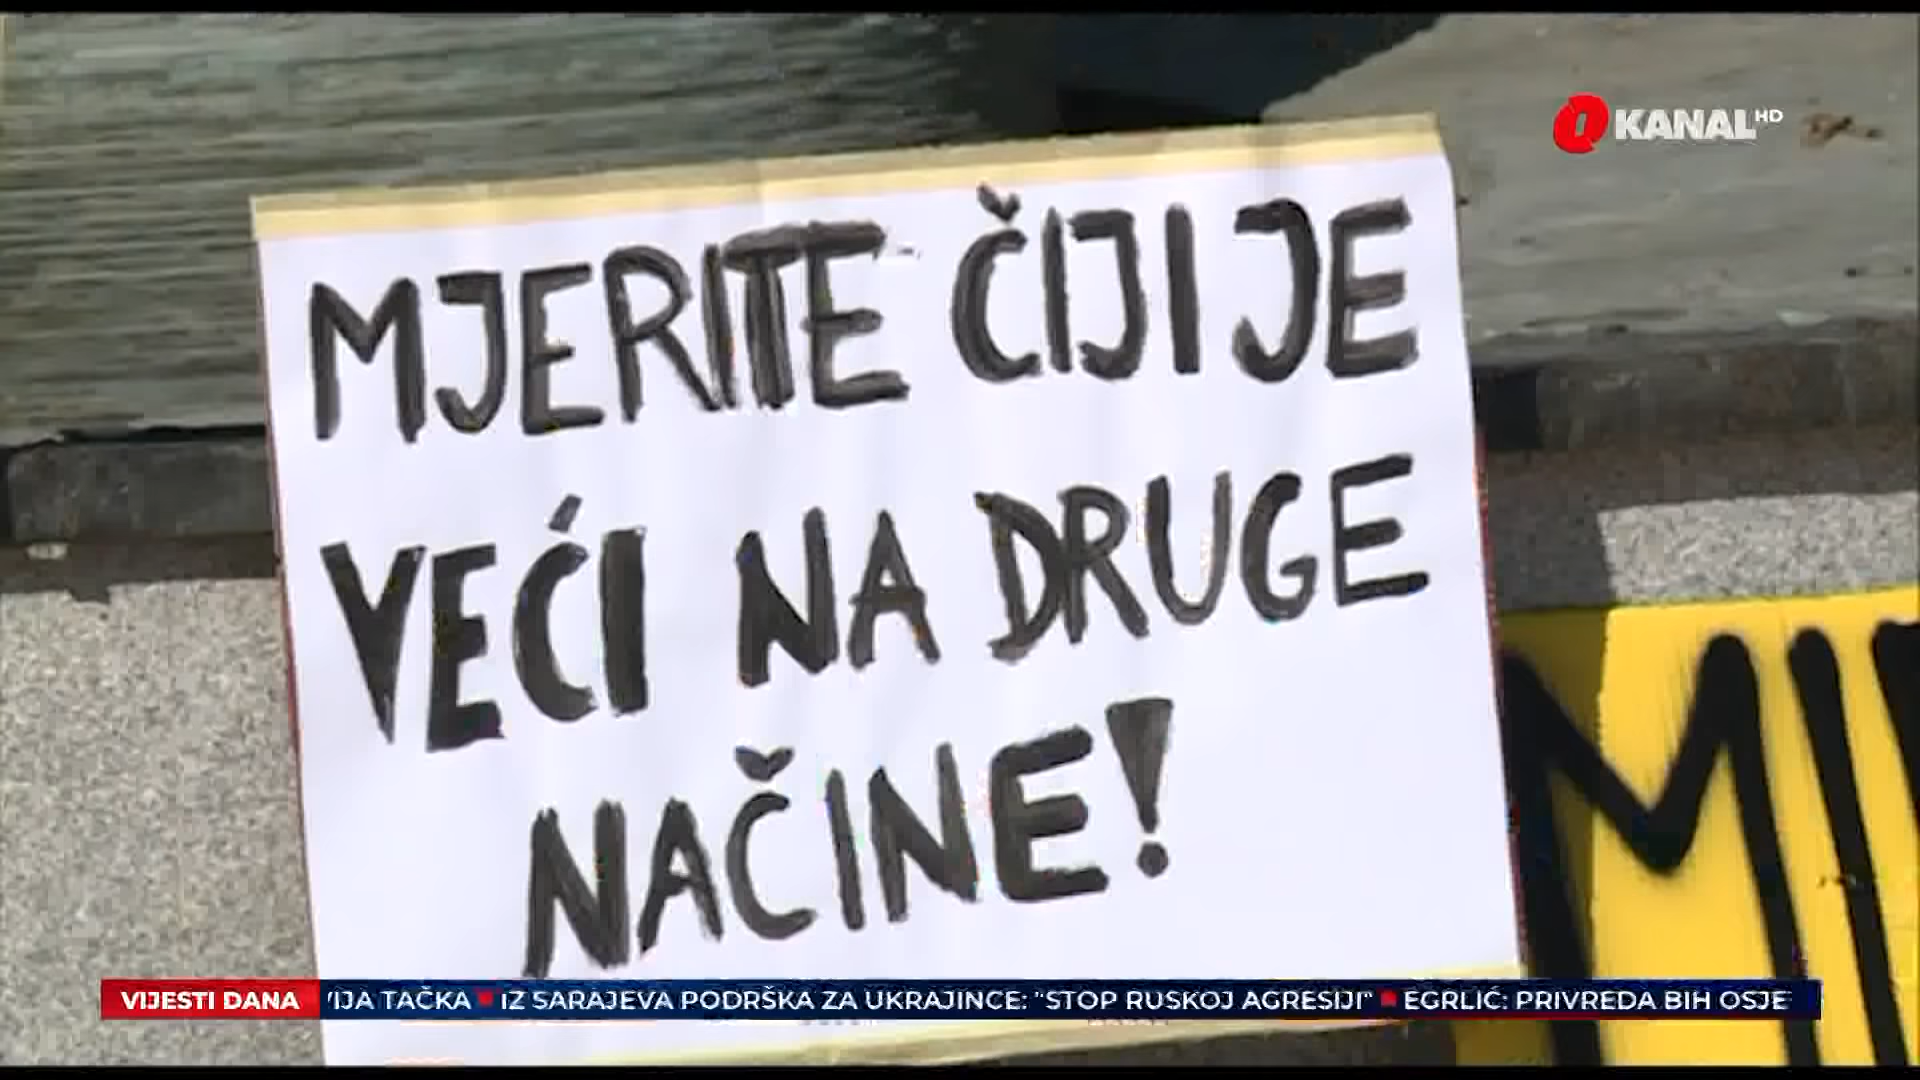 O KANAL HD
MJERITE ČIJI JE
VEĆI NA DRUGE
NAČINE!
MI
VIJESTI DANA
VIJA TAČKA ▪ IZ SARAJEVA PODRŠKA ZA UKRAJINCE: "STOP RUSKOJ AGRESIJI" ▪ EGRLIĆ: PRIVREDA BIH OSJE